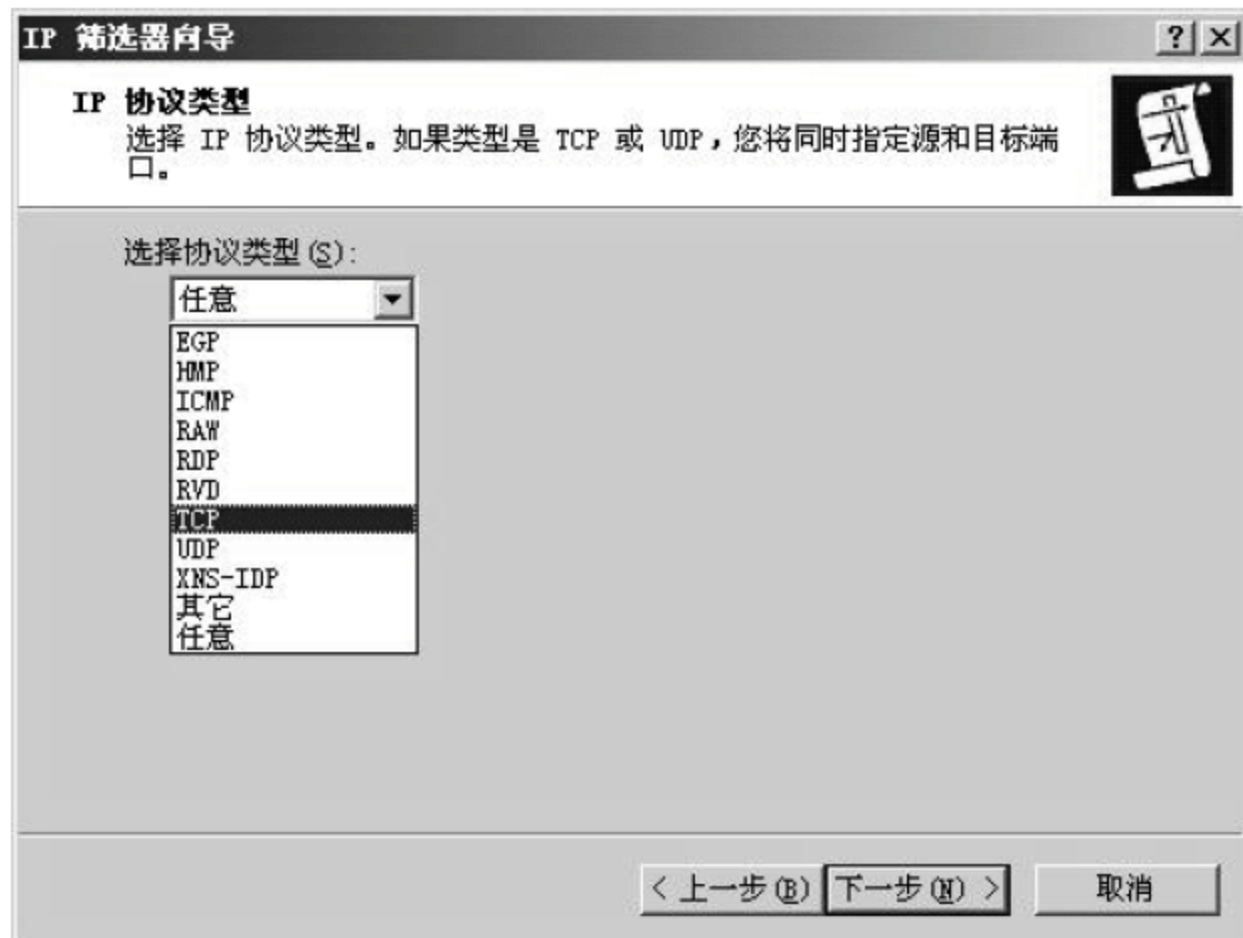 IP 筛选器向导
IP 协议类型
选择 IP 协议类型。如果类型是 TCP 或 UDP，您将同时指定源和目标端
口。
选择协议类型(S):
任意
EGP
HMP
ICMP
RAW
RDP
RVD
TCP
UDP
XNS-IDP
其它
任意
< 上一步(B) 下一步(N) > 取消